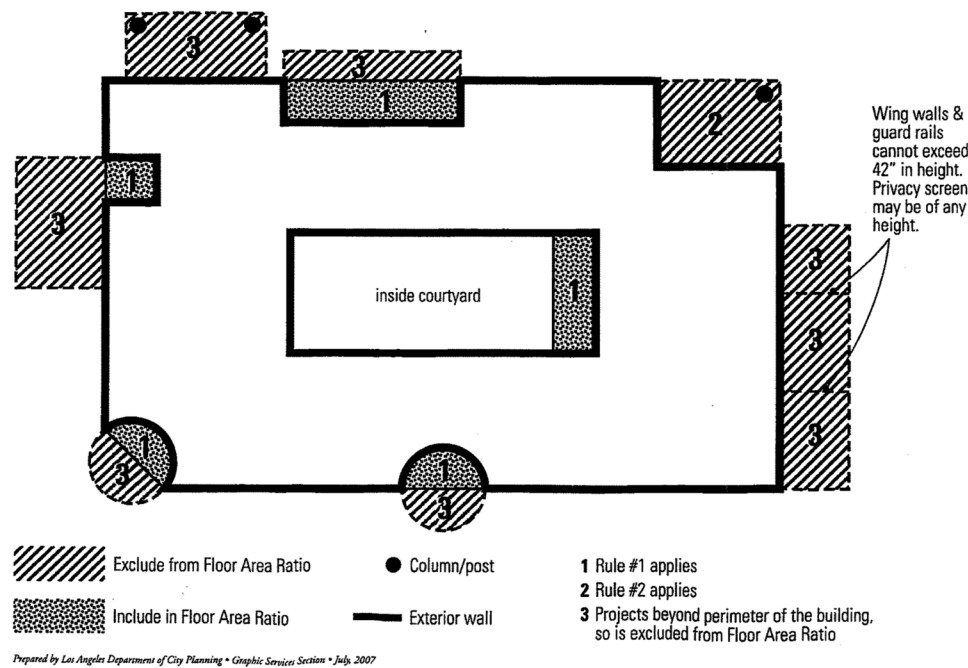 3
3
1
2
Wing walls &
guard rails
cannot exceed
42" in height.
Privacy screen
may be of any
height.
1
3
3
inside courtyard
1
3
1
3
1
3
3
Exclude from Floor Area Ratio
Column/post
1 Rule #1 applies
2 Rule #2 applies
Include in Floor Area Ratio
Exterior wall
3 Projects beyond perimeter of the building,
so is excluded from Floor Area Ratio
Prepared by Los Angeles Department of City Planning • Graphic Services Section • July, 2007